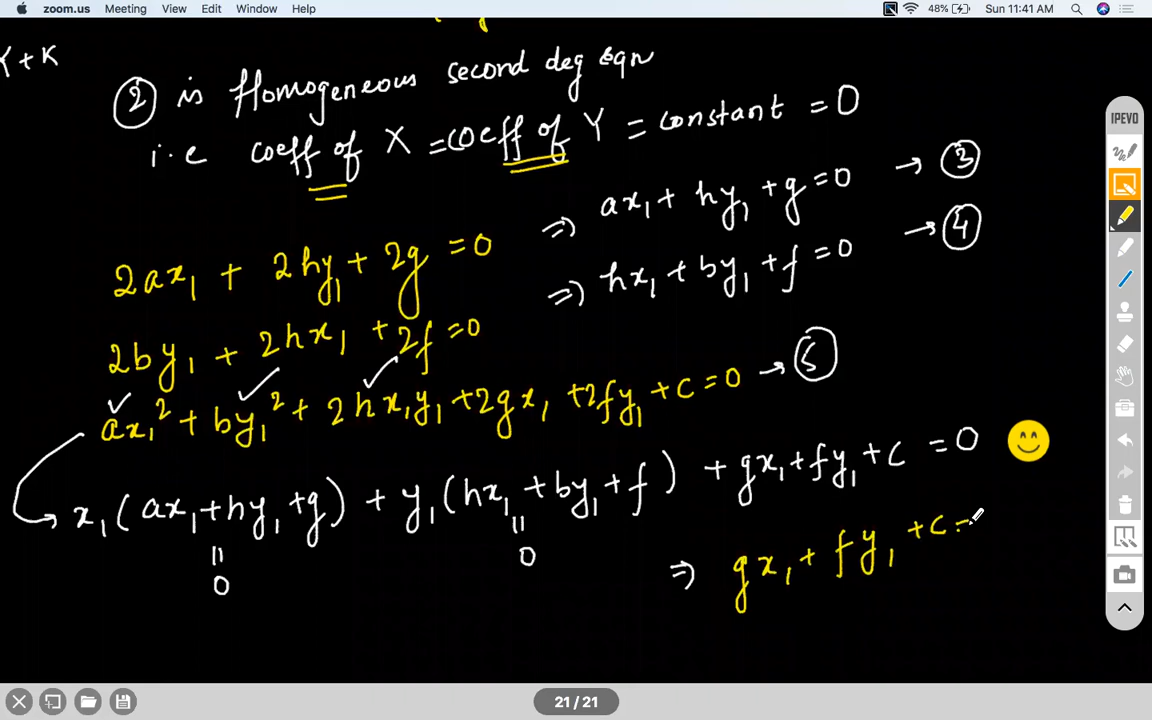 zoom.us Meeting View Edit Window Help 48% Sun 11:41 AM
Y + K
② is Homogeneous second deg Eqn
i.e coeff of X = coeff of Y = constant = 0
⇒ ax₁ + hy₁ + g = 0 → ③
2ax₁ + 2hy₁ + 2g = 0
⇒ hx₁ + by₁ + f = 0 → ④
2by₁ + 2hx₁ + 2f = 0
ax₁² + by₁² + 2hx₁y₁ + 2gx₁ + 2fy₁ + c = 0 → ⑤
x₁(ax₁ + hy₁ + g) + y₁(hx₁ + by₁ + f) + gx₁ + fy₁ + c = 0
|| ||
0 0
⇒ gx₁ + fy₁ + c =
IPEVO
21 / 21